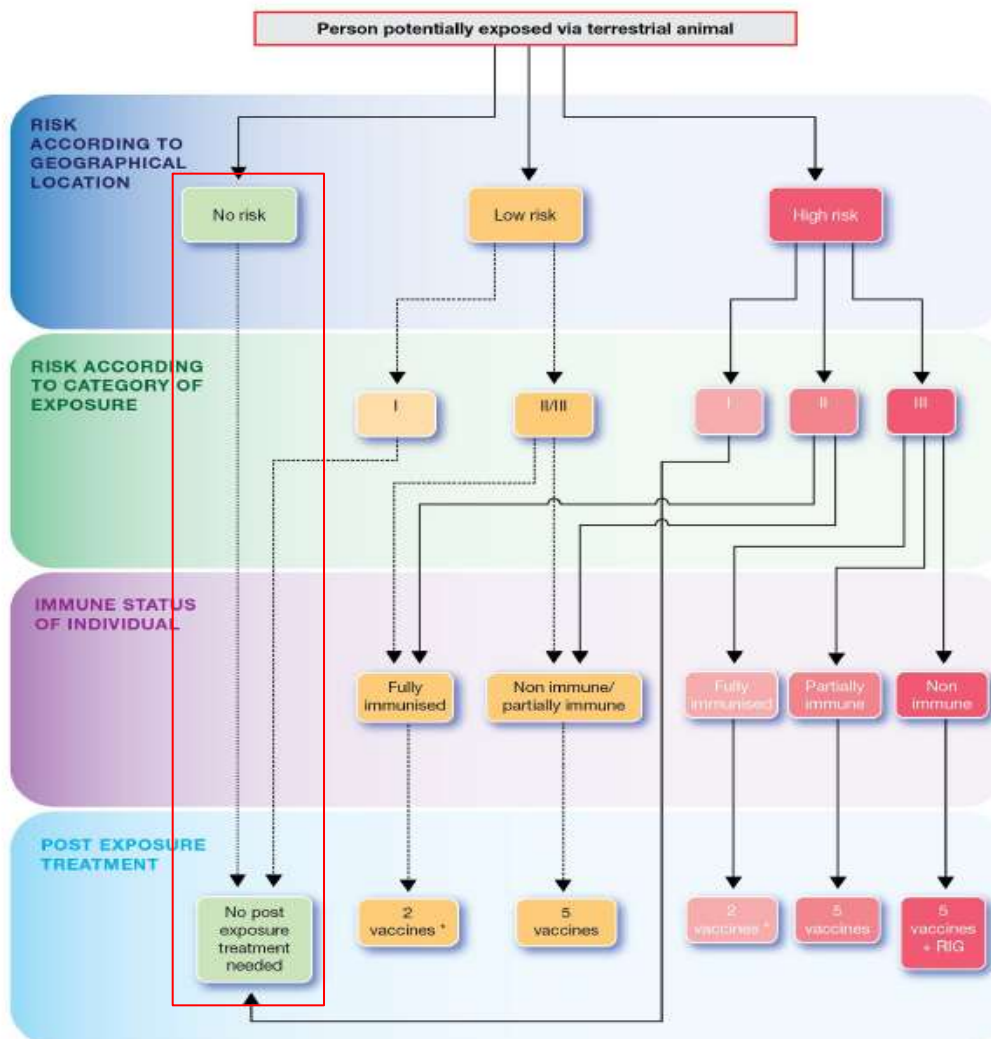 Person potentially exposed via terrestrial animal
RISK
ACCORDING TO
GEOGRAPHICAL
LOCATION
No risk
Low risk
High risk
RISK ACCORDING
TO CATEGORY OF
EXPOSURE
I
II/III
I
II
III
IMMUNE STATUS
OF INDIVIDUAL
Fully
immunised
Non immune/
partially immune
Fully
immunised
Partially
immune
Non
immune
POST EXPOSURE
TREATMENT
No post
exposure
treatment
needed
2
vaccines *
5
vaccines
2
vaccines *
5
vaccines
5
vaccines
+ RIG